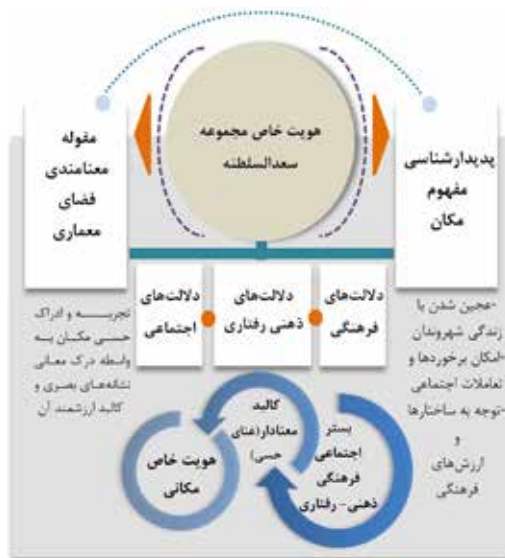 هویت خاص مجموعه
سعدالسلطنه
پدیدارشناسی
مفهوم
مکان
مقوله
معنامندی
فضای
معماری
دلالت‌های
فرهنگی
دلالت‌های
ذهنی رفتاری
دلالت‌های
اجتماعی
-عجین شدن با
زندگی شهروندان
-امکان برخوردها و
تعاملات اجتماعی
-توجه به ساختارها
و
ارزش‌های
فرهنگی
تجربه و ادراک
حسی مکان به
واسطه درک معانی
نشانه‌های بصری و
کالبد ارزشمند آن
بستر
اجتماعی
فرهنگی
ذهنی-رفتاری
کالبد
معنادار(غنای
حسی)
هویت خاص
مکانی